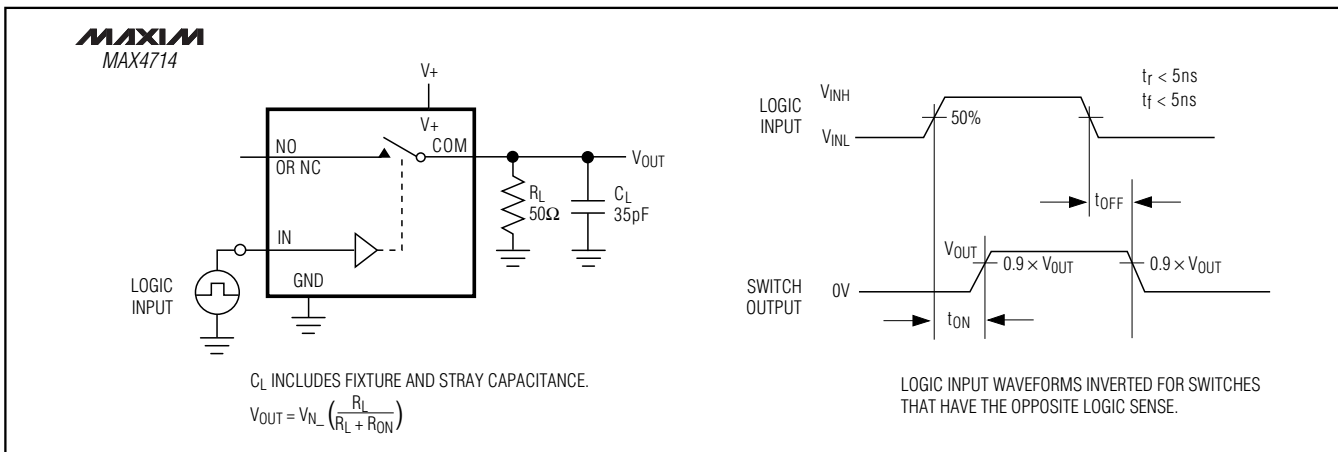 MAXIM
MAX4714
V+
V+
NO
OR NC
COM
VOUT
RL
50Ω
CL
35pF
IN
GND
LOGIC
INPUT
CL INCLUDES FIXTURE AND STRAY CAPACITANCE.
VOUT = VN_ (RL / RL + RON)
LOGIC
INPUT
VINH
VINL
50%
tr < 5ns
tf < 5ns
tOFF
VOUT
0.9 × VOUT
0.9 × VOUT
SWITCH
OUTPUT
0V
tON
LOGIC INPUT WAVEFORMS INVERTED FOR SWITCHES
THAT HAVE THE OPPOSITE LOGIC SENSE.